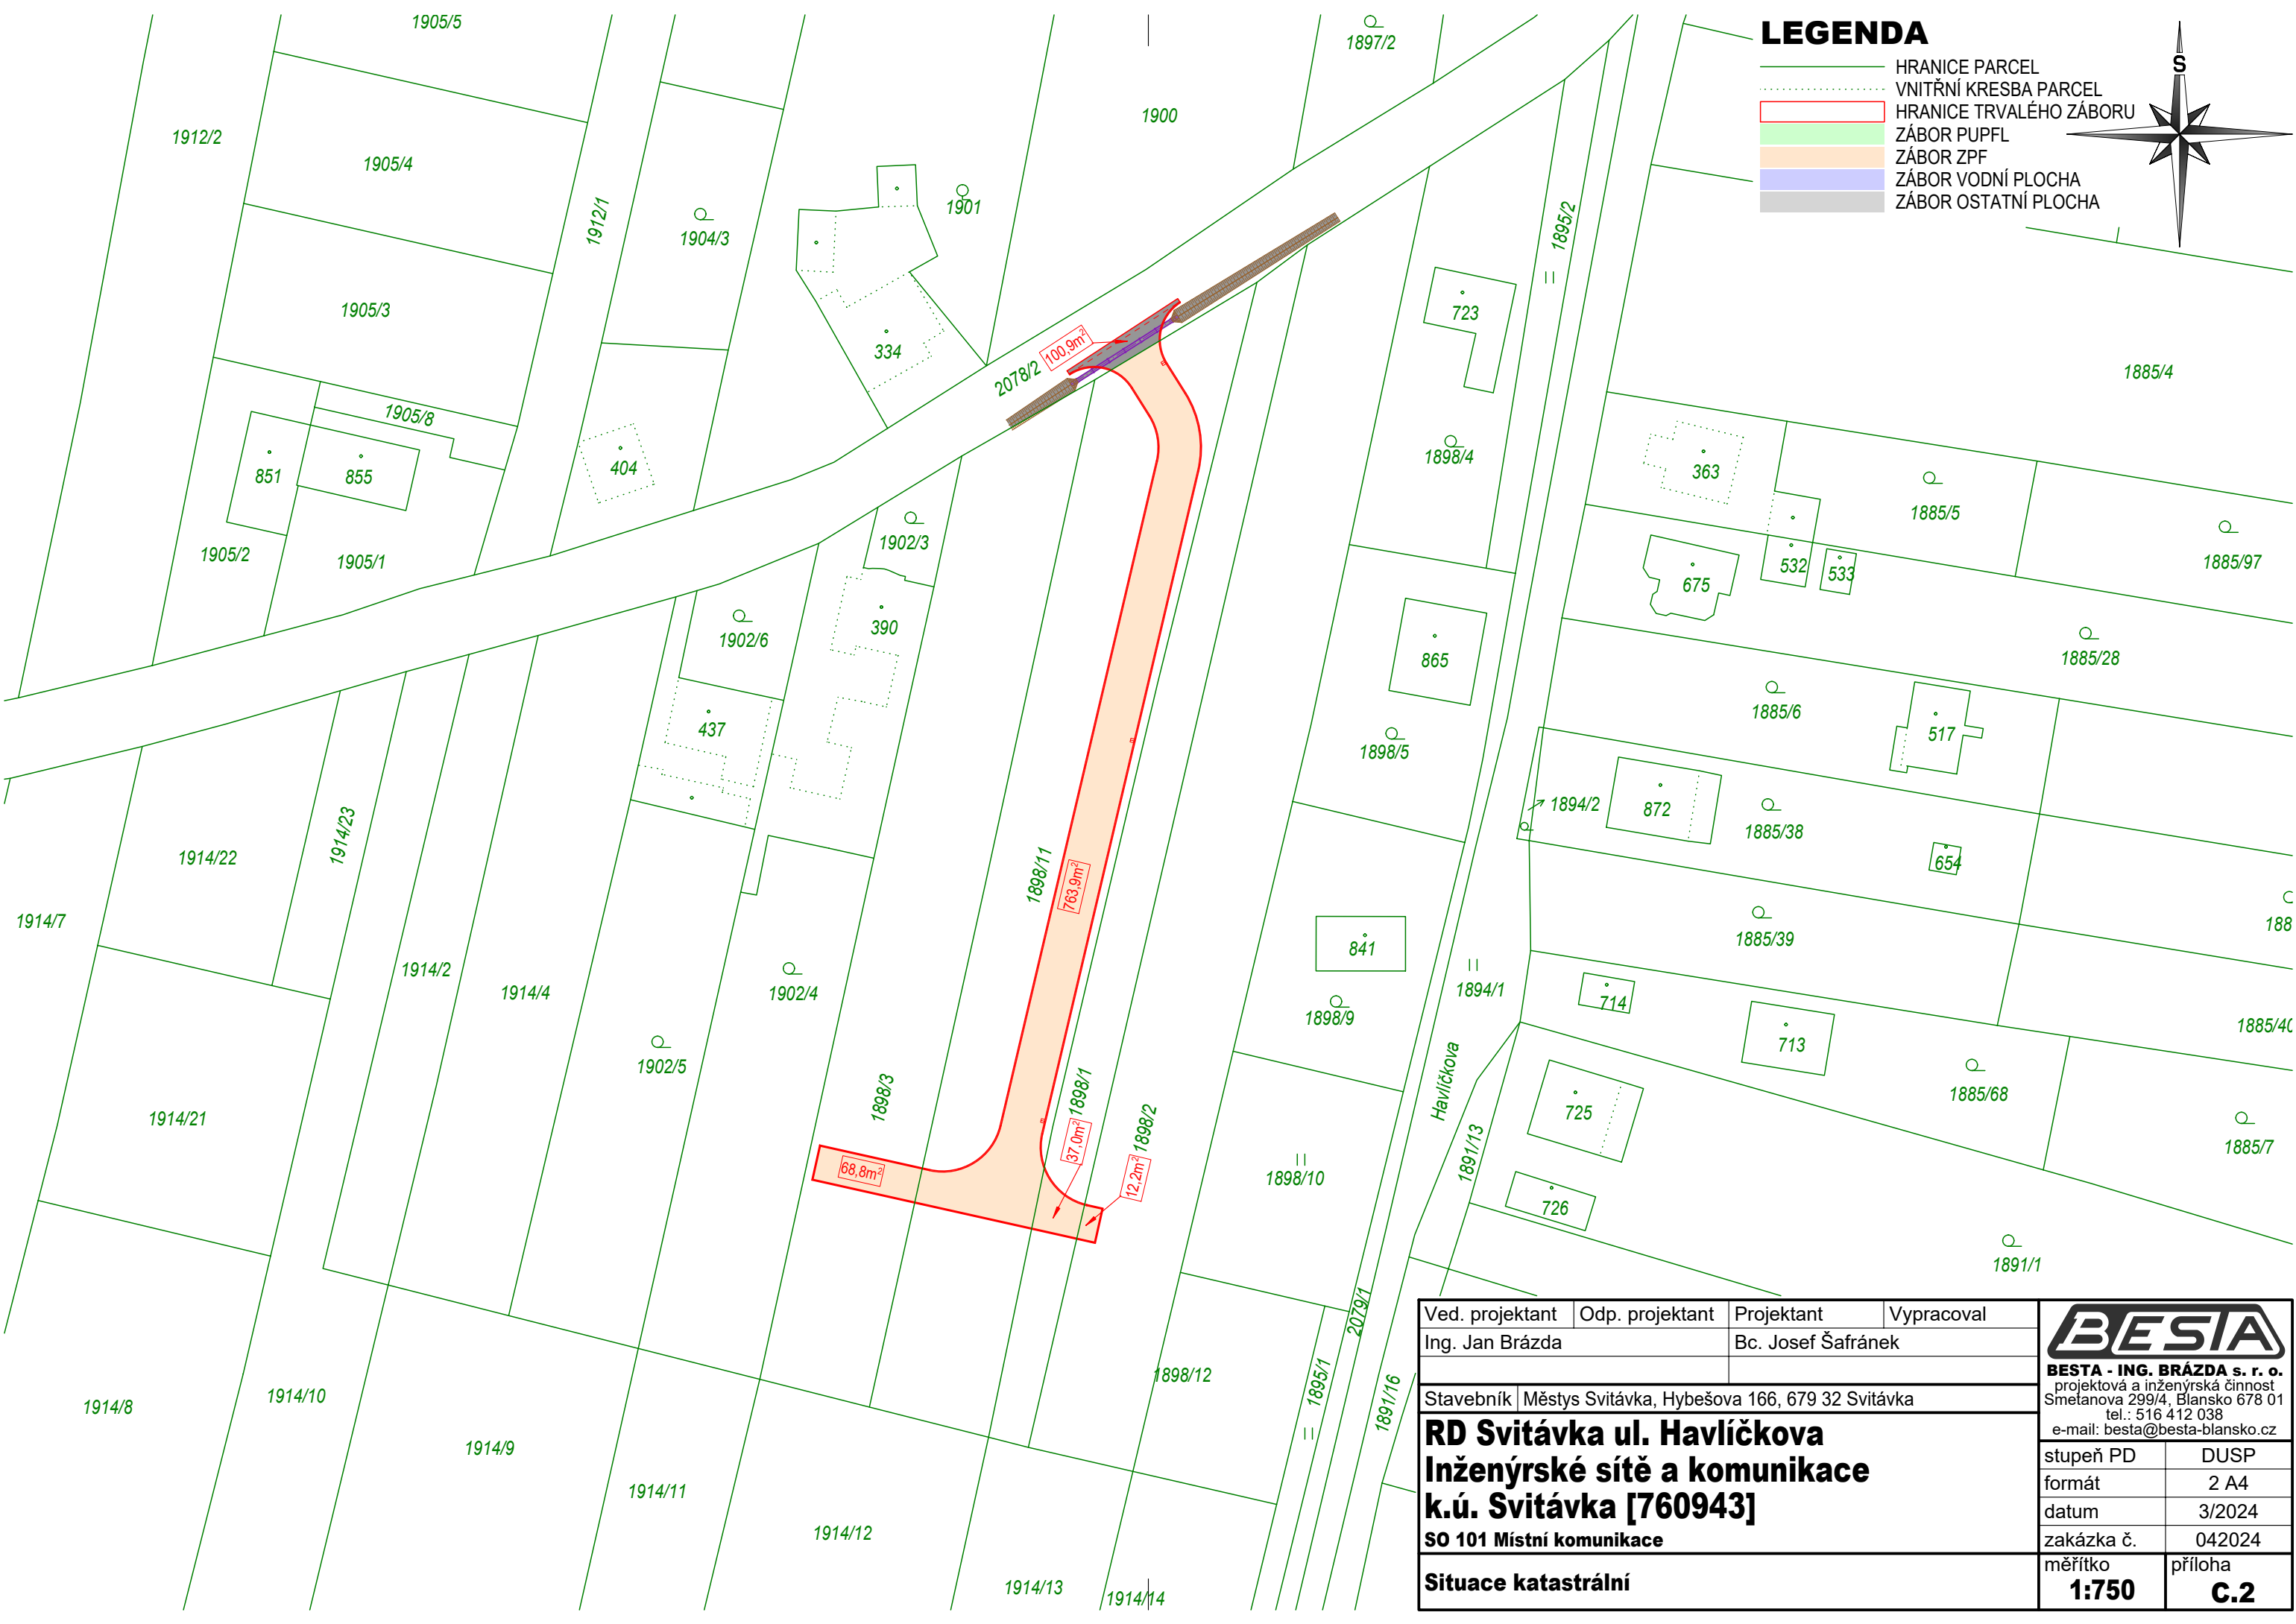 1905/5
1897/2
LEGENDA
S
HRANICE PARCEL
VNITŘNÍ KRESBA PARCEL
HRANICE TRVALÉHO ZÁBORU
ZÁBOR PUPFL
ZÁBOR ZPF
ZÁBOR VODNÍ PLOCHA
ZÁBOR OSTATNÍ PLOCHA
1900
1912/2
1905/4
1912/1
1904/3
1901
1895/2
1905/3
334
723
2078/2
100,9m²
1885/4
1905/8
851
855
404
1898/4
363
1885/5
1902/3
1905/2
1905/1
532
533
675
1885/97
1902/6
390
865
1885/28
437
1898/5
1885/6
517
1894/2
872
1885/38
1914/22
1914/23
654
1898/11
763,9m²
1914/7
841
1885/39
188
1914/2
1914/4
1902/4
1894/1
714
1898/9
713
1885/40
1902/5
1898/3
1898/1
Havlíčkova
1885/68
1914/21
37,0m²
1898/2
725
1891/13
1885/7
68,8m²
12,2m²
1898/10
726
1891/1
2079/1
1898/12
1895/1
1891/16
1914/8
1914/10
1914/9
1914/11
1914/12
1914/13
1914/14
Ved. projektant Odp. projektant Projektant Vypracoval
Ing. Jan Brázda Bc. Josef Šafránek
Stavebník Městys Svitávka, Hybešova 166, 679 32 Svitávka
RD Svitávka ul. Havlíčkova
Inženýrské sítě a komunikace
k.ú. Svitávka [760943]
SO 101 Místní komunikace
Situace katastrální
BESTA
BESTA - ING. BRÁZDA s. r. o.
projektová a inženýrská činnost
Smetanova 299/4, Blansko 678 01
tel.: 516 412 038
e-mail: besta@besta-blansko.cz
stupeň PD DUSP
formát 2 A4
datum 3/2024
zakázka č. 042024
měřítko příloha
1:750 C.2